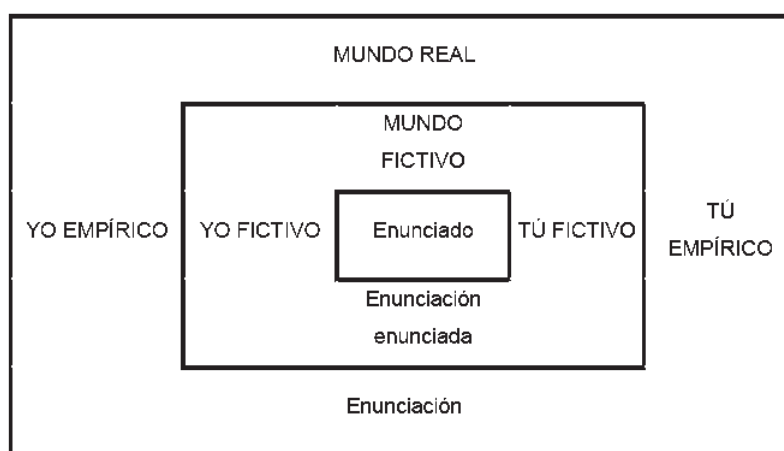 MUNDO REAL
MUNDO
FICTIVO
YO EMPÍRICO
YO FICTIVO
Enunciado
TÚ FICTIVO
TÚ
EMPÍRICO
Enunciación
enunciada
Enunciación